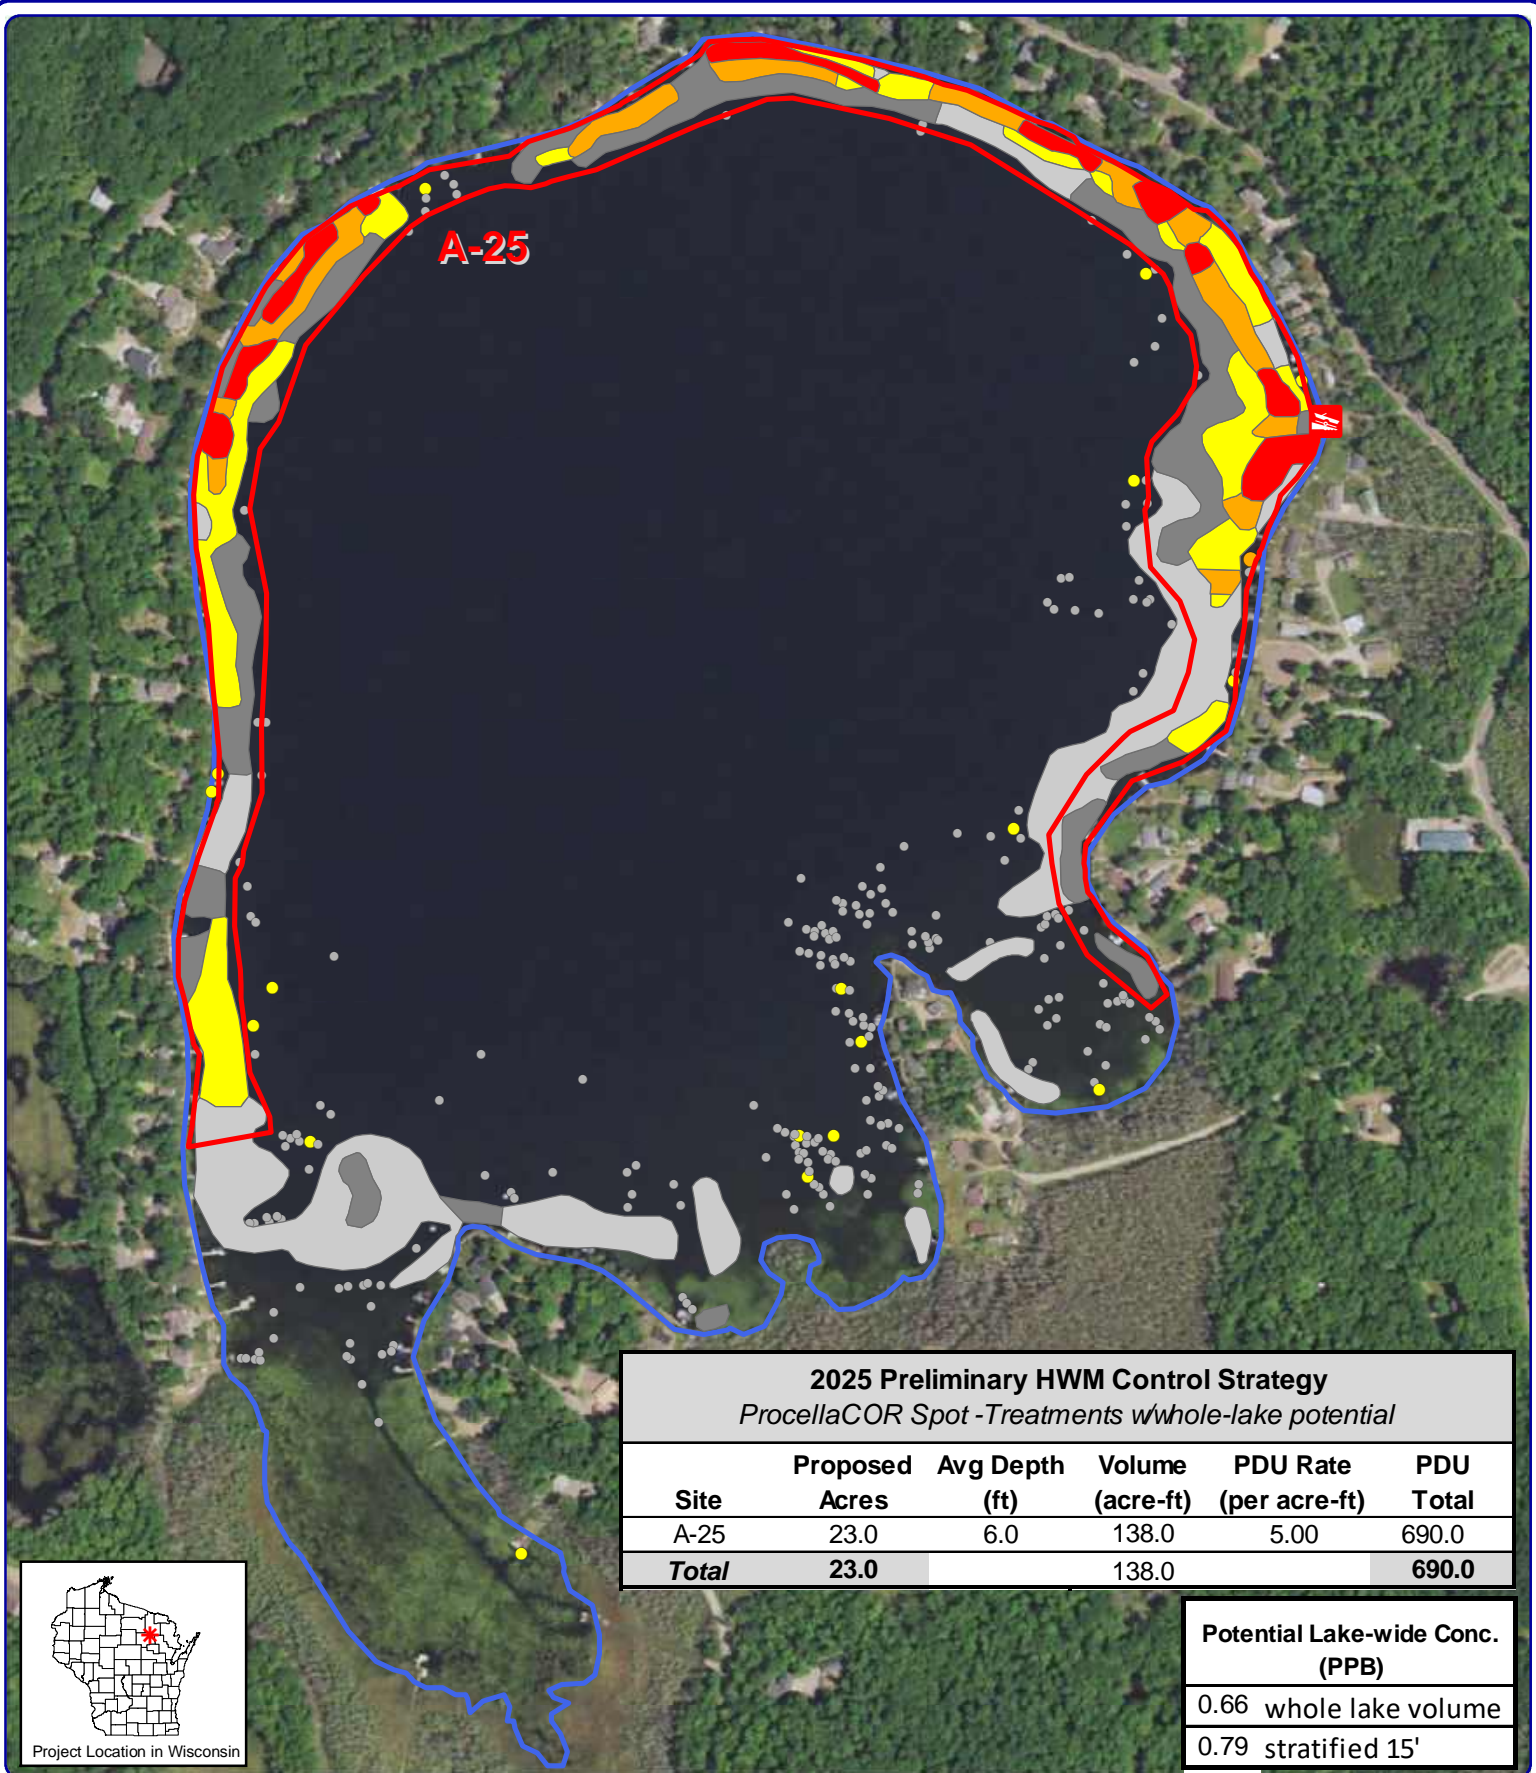 A-25
2025 Preliminary HWM Control Strategy
ProcellaCOR Spot -Treatments w/whole-lake potential
Proposed Avg Depth Volume PDU Rate PDU
Site Acres (ft) (acre-ft) (per acre-ft) Total
A-25 23.0 6.0 138.0 5.00 690.0
Total 23.0 138.0 690.0
Potential Lake-wide Conc.
(PPB)
0.66 whole lake volume
0.79 stratified 15'
Project Location in Wisconsin